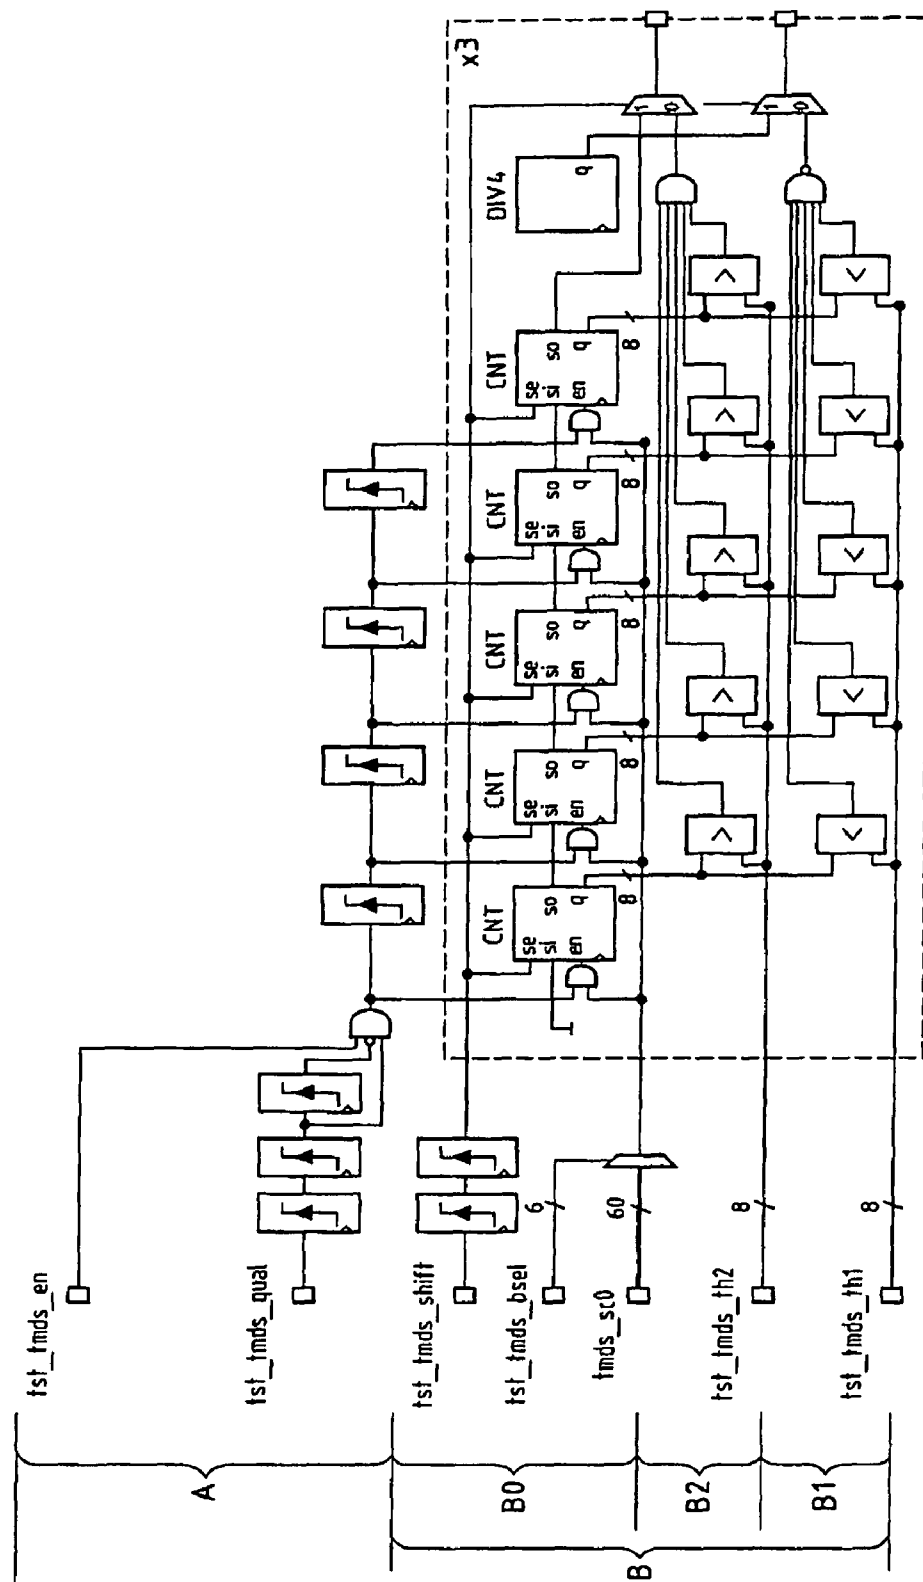 tst_tmds_en
A
tst_tmds_qual
tst_tmds_shift
x3
CNT CNT CNT CNT CNT DIV4
se se se se se
B0
tst_tmds_bsel
6
si so si so si so si so si so
en q en q en q en q en q q
tmds_sc0
60
8 8 8 8 8
1
0
B
B2
tst_tmds_th2
8
> > > > >
1
0
B1
< < < < <
tst_tmds_th1
8